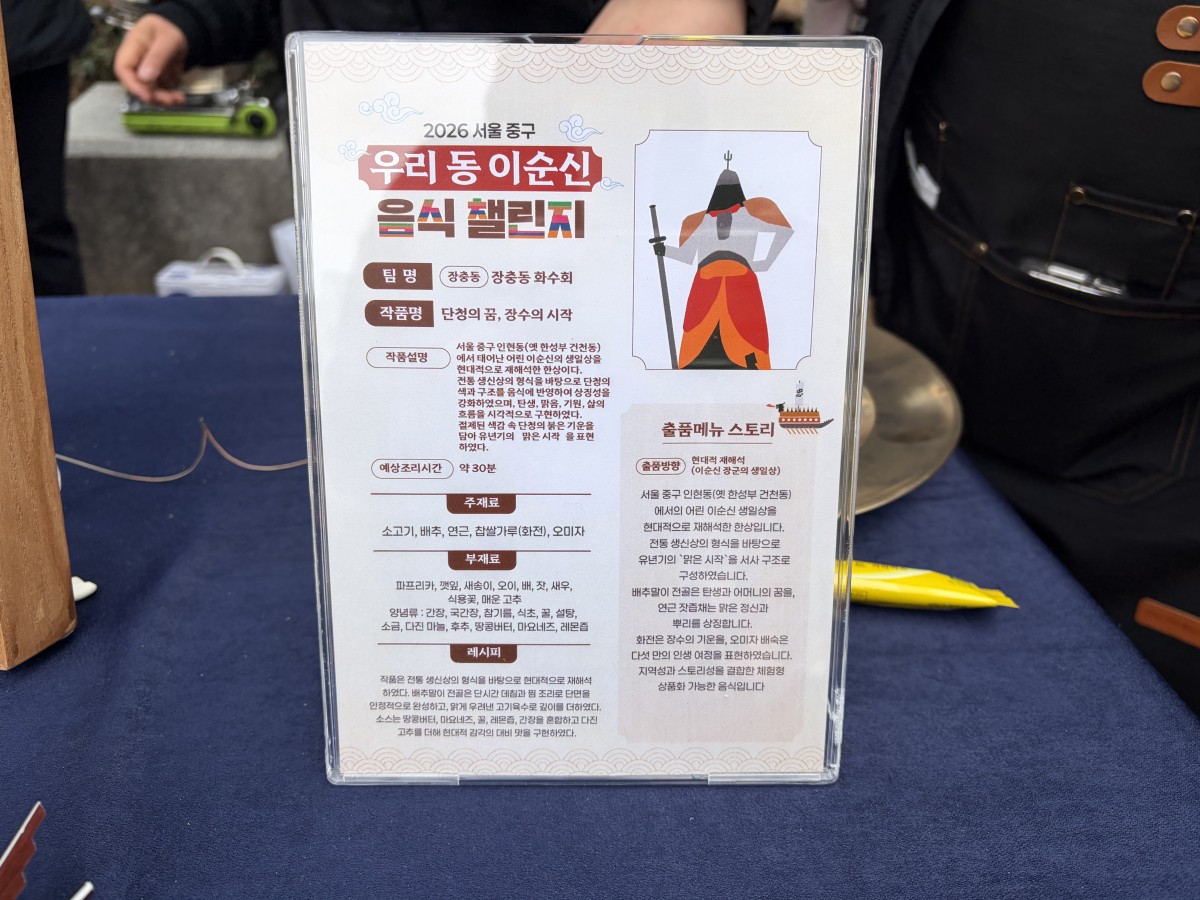 2026 서울 중구
우리 동 이순신
음식 챌린지
팀 명
장충동 장충동 화수회
작품명
단청의 꿈, 장수의 시작
작품설명
서울 중구 인현동(옛 한성부 건천동)
에서 태어난 어린 이순신의 생일상을
현대적으로 재해석한 한상이다.
전통 생신상의 형식을 바탕으로 단청의
색과 구조를 음식에 반영하여 상징성을
강화하였으며, 탄생, 맑음, 기원, 삶의
흐름을 시각적으로 구현하였다.
절제된 색감 속 단청의 붉은 기운을
담아 유년기의 맑은 시작 을 표현
하였다.
예상조리시간
약 30분
주재료
소고기, 배추, 연근, 찹쌀가루(화전), 오미자
부재료
파프리카, 깻잎, 새송이, 오이, 배, 잣, 새우,
식용꽃, 매운 고추
양념류 : 간장, 국간장, 참기름, 식초, 꿀, 설탕,
소금, 다진 마늘, 후추, 땅콩버터, 마요네즈, 레몬즙
레시피
작품은 전통 생신상의 형식을 바탕으로 현대적으로 재해석
하였다. 배추말이 전골은 단시간 데침과 찜 조리로 단면을
안정적으로 완성하고, 맑게 우려낸 고기육수로 깊이를 더하였다.
소스는 땅콩버터, 마요네즈, 꿀, 레몬즙, 간장을 혼합하고 다진
고추를 더해 현대적 감각의 대비 맛을 구현하였다.
출품메뉴 스토리
출품방향
현대적 재해석
(이순신 장군의 생일상)
서울 중구 인현동(옛 한성부 건천동)
에서의 어린 이순신 생일상을
현대적으로 재해석한 한상입니다.
전통 생신상의 형식을 바탕으로
유년기의 `맑은 시작`을 서사 구조로
구성하였습니다.
배추말이 전골은 탄생과 어머니의 꿈을,
연근 잣즙채는 맑은 정신과
뿌리를 상징합니다.
화전은 장수의 기운을, 오미자 배숙은
다섯 만의 인생 여정을 표현하였습니다.
지역성과 스토리성을 결합한 체험형
상품화 가능한 음식입니다